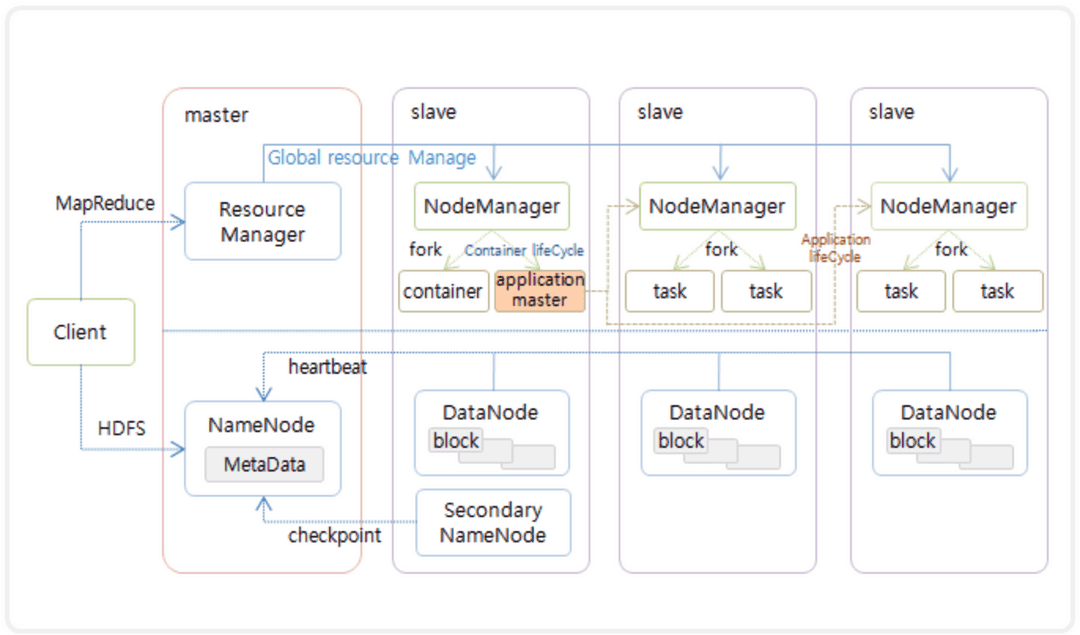 master
slave
slave
slave
Global resource Manage
MapReduce
Resource
Manager
NodeManager
NodeManager
NodeManager
fork
Container lifeCycle
fork
Application
lifeCycle
fork
container
application
master
task
task
task
task
Client
heartbeat
HDFS
NameNode
MetaData
DataNode
block
DataNode
block
DataNode
block
Secondary
NameNode
checkpoint